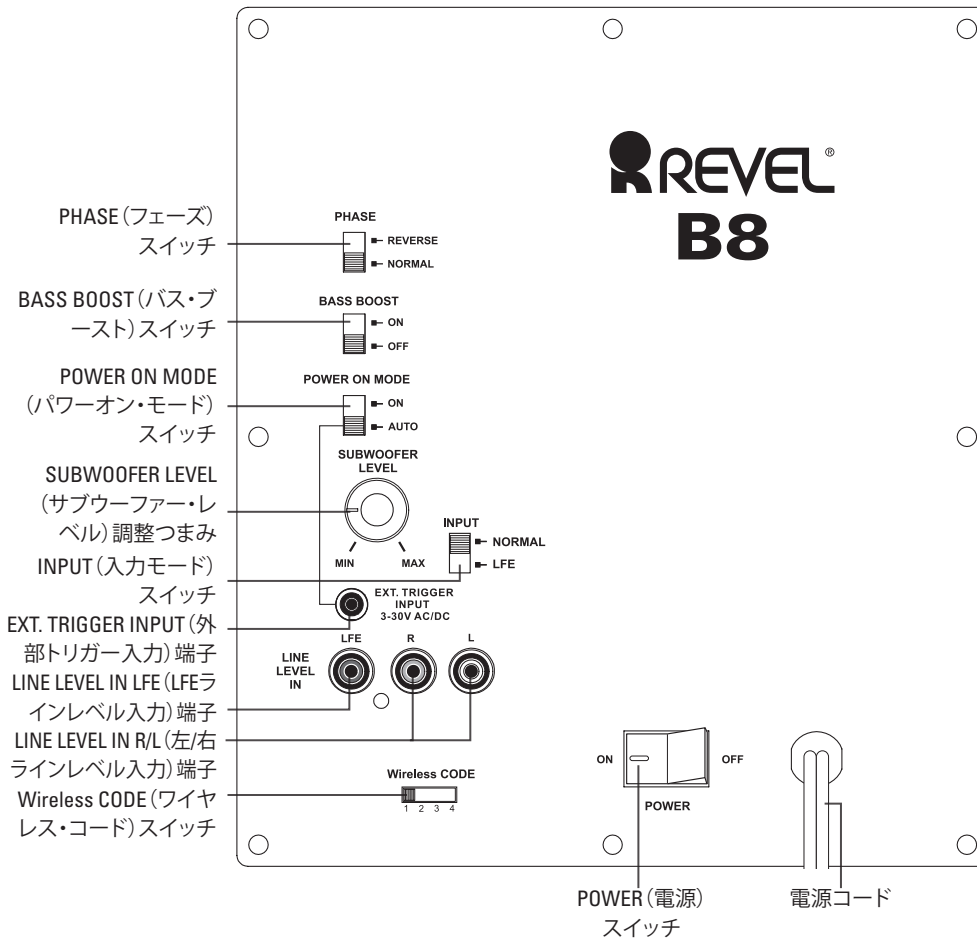 REVEL®
B8
PHASE（フェーズ）
スイッチ
PHASE
REVERSE
NORMAL
BASS BOOST（バス・ブ
ースト）スイッチ
BASS BOOST
ON
OFF
POWER ON MODE
（パワーオン・モード）
スイッチ
POWER ON MODE
ON
AUTO
SUBWOOFER LEVEL
（サブウーファー・レ
ベル）調整つまみ
SUBWOOFER
LEVEL
MIN
MAX
INPUT（入力モード）
スイッチ
INPUT
NORMAL
LFE
EXT. TRIGGER INPUT（外
部トリガー入力）端子
EXT. TRIGGER
INPUT
3-30V AC/DC
LINE LEVEL IN LFE（LFEラ
インレベル入力）端子
LINE LEVEL IN R/L（左/右
ラインレベル入力）端子
LFE
R
L
LINE
LEVEL
IN
Wireless CODE（ワイヤ
レス・コード）スイッチ
Wireless CODE
1 2 3 4
ON
OFF
POWER
POWER（電源）
スイッチ
電源コード